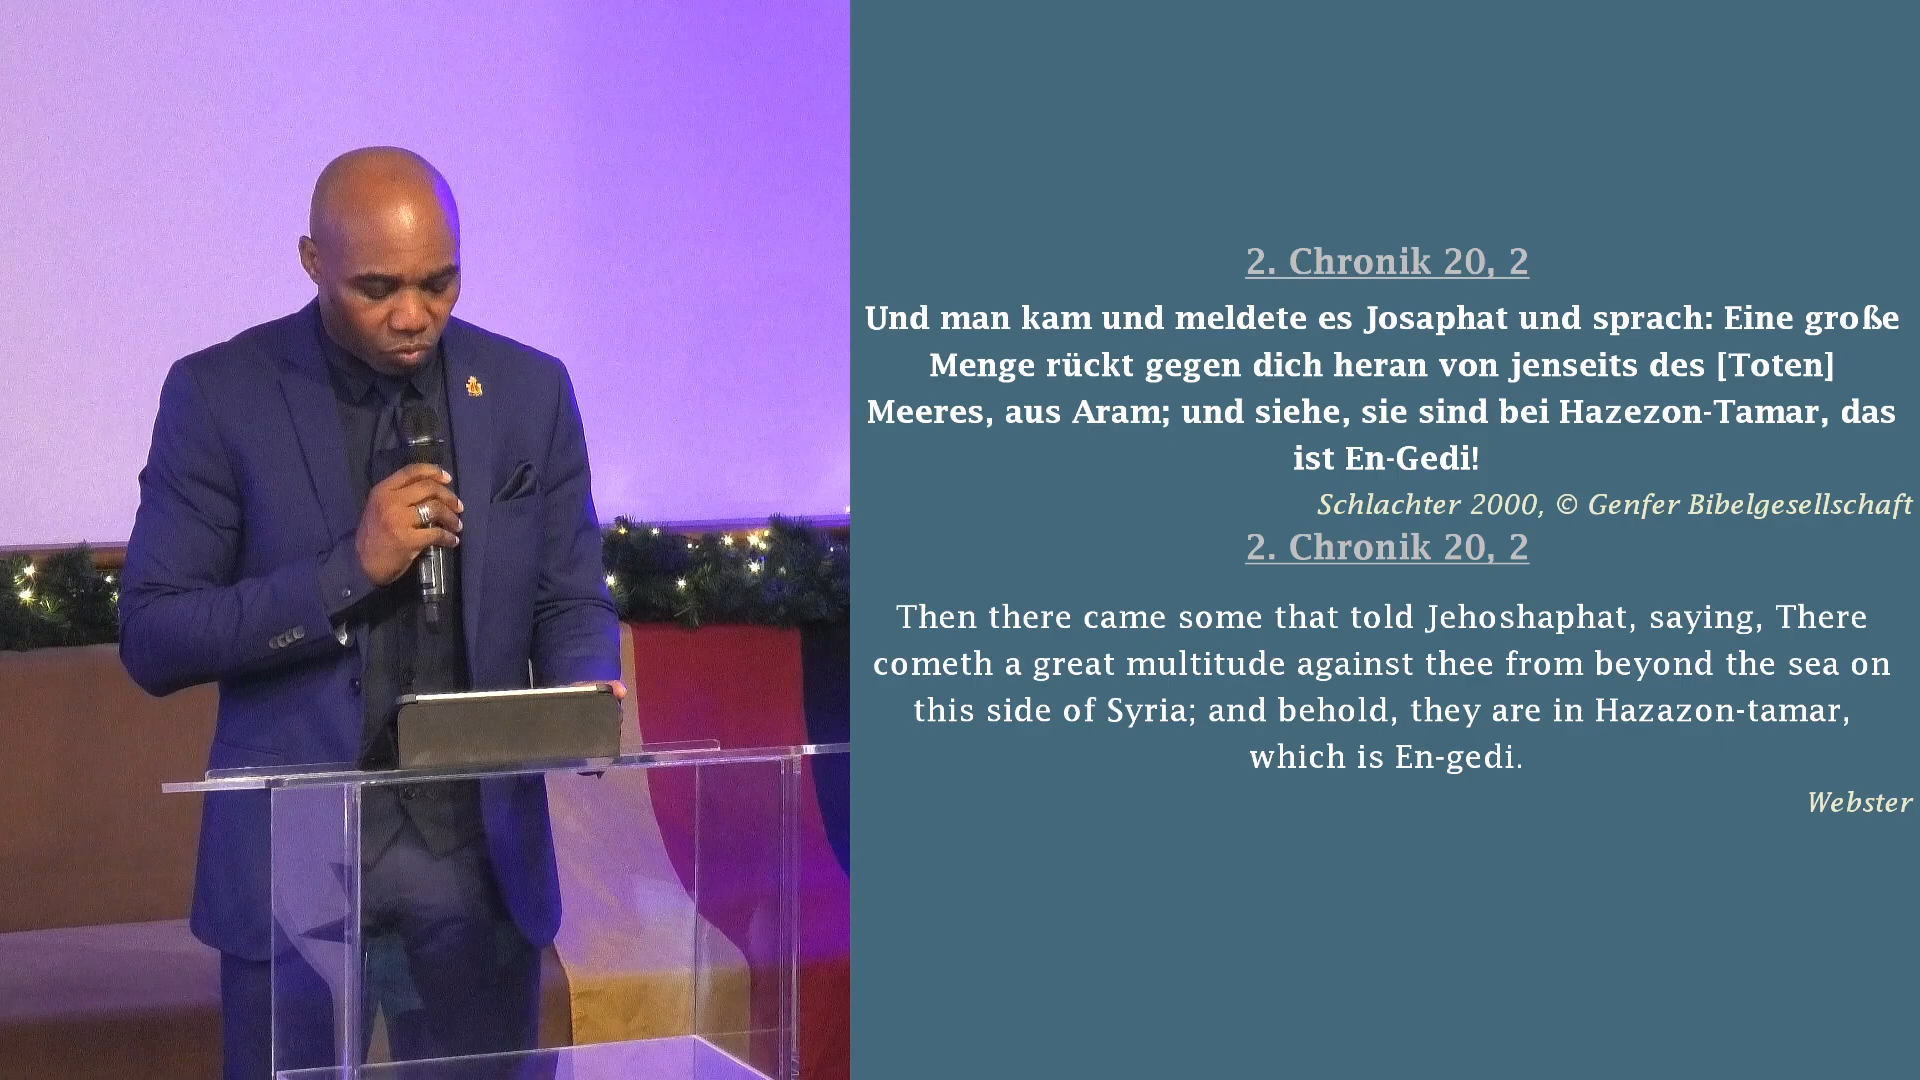 2. Chronik 20, 2
Und man kam und meldete es Josaphat und sprach: Eine große
Menge rückt gegen dich heran von jenseits des [Toten]
Meeres, aus Aram; und siehe, sie sind bei Hazezon-Tamar, das
ist En-Gedi!
Schlachter 2000, © Genfer Bibelgesellschaft
2. Chronik 20, 2
Then there came some that told Jehoshaphat, saying, There
cometh a great multitude against thee from beyond the sea on
this side of Syria; and behold, they are in Hazazon-tamar,
which is En-gedi.
Webster